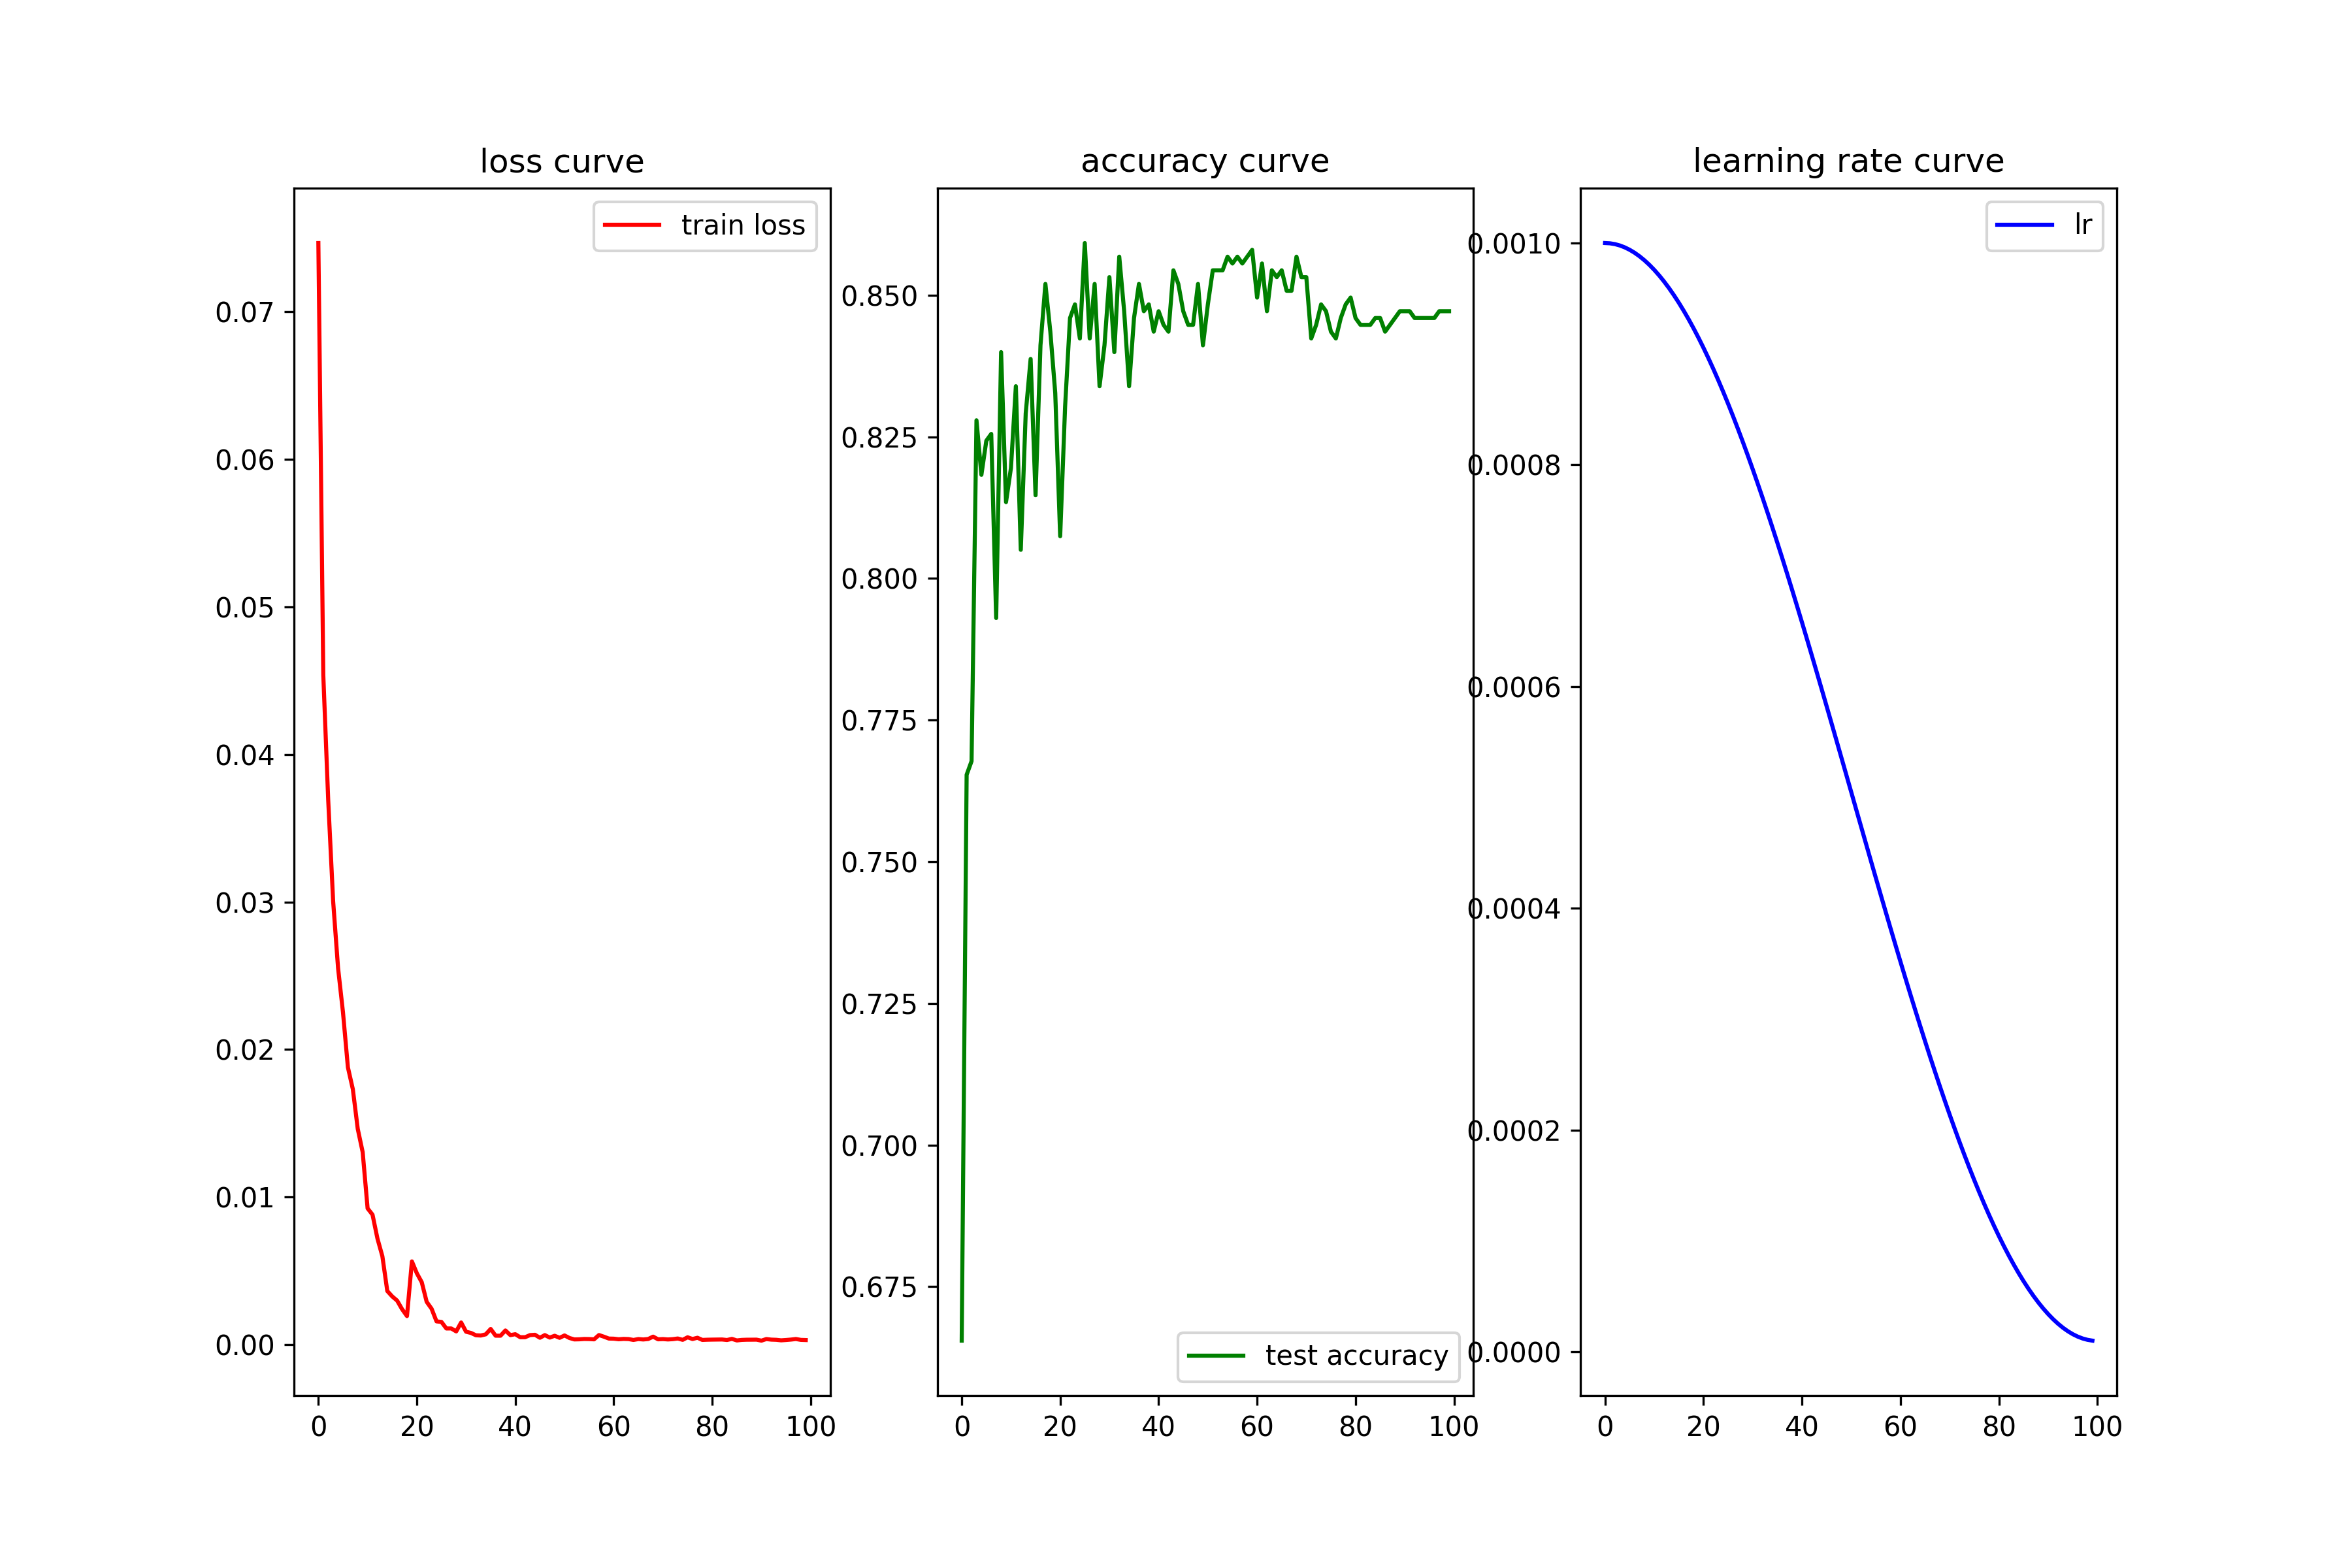 loss curve
train loss
0.07
0.06
0.05
0.04
0.03
0.02
0.01
0.00
0 20 40 60 80 100
accuracy curve
0.850
0.825
0.800
0.775
0.750
0.725
0.700
0.675
test accuracy
0 20 40 60 80 100
learning rate curve
lr
0.0010
0.0008
0.0006
0.0004
0.0002
0.0000
0 20 40 60 80 100